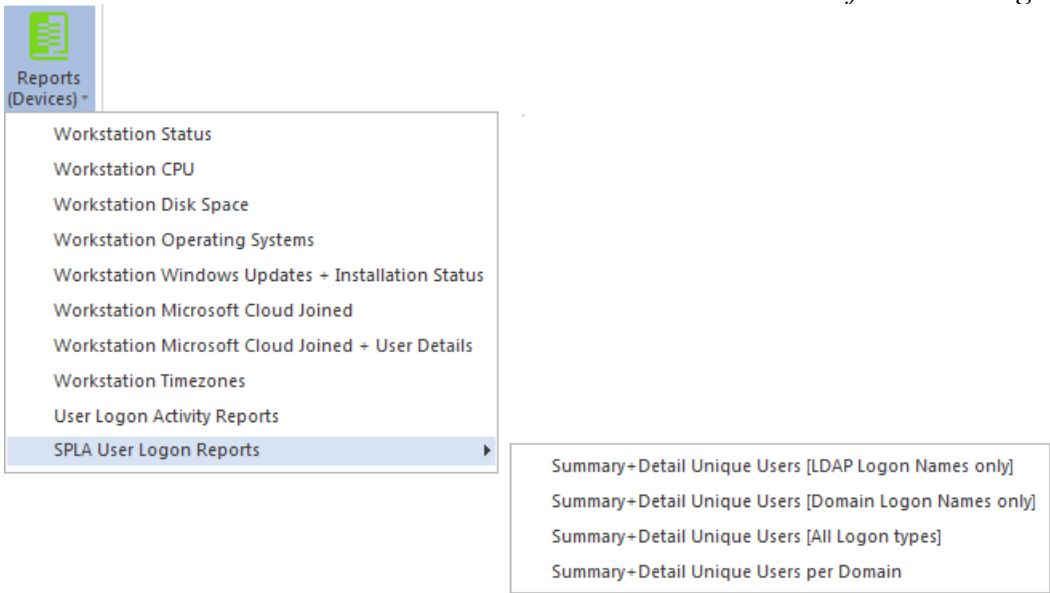 Reports
(Devices)
Workstation Status
Workstation CPU
Workstation Disk Space
Workstation Operating Systems
Workstation Windows Updates + Installation Status
Workstation Microsoft Cloud Joined
Workstation Microsoft Cloud Joined + User Details
Workstation Timezones
User Logon Activity Reports
SPLA User Logon Reports
Summary+Detail Unique Users [LDAP Logon Names only]
Summary+Detail Unique Users [Domain Logon Names only]
Summary+Detail Unique Users [All Logon types]
Summary+Detail Unique Users per Domain